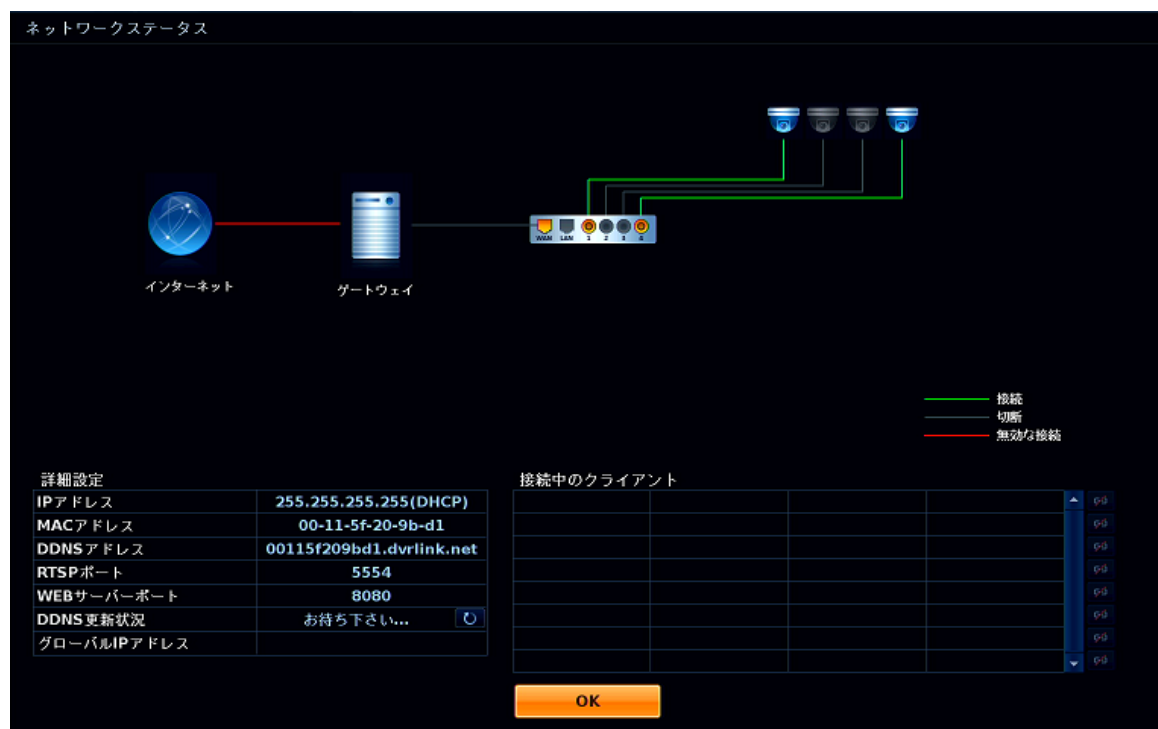 ネットワークステータス
WAN LAN 1 2 3 4
インターネット
ゲートウェイ
接続
切断
無効な接続
詳細設定
IPアドレス 255.255.255.255(DHCP)
MACアドレス 00-11-5f-20-9b-d1
DDNSアドレス 00115f209bd1.dvrlink.net
RTSPポート 5554
WEBサーバーポート 8080
DDNS更新状況 お待ち下さい...
グローバルIPアドレス
接続中のクライアント
OK